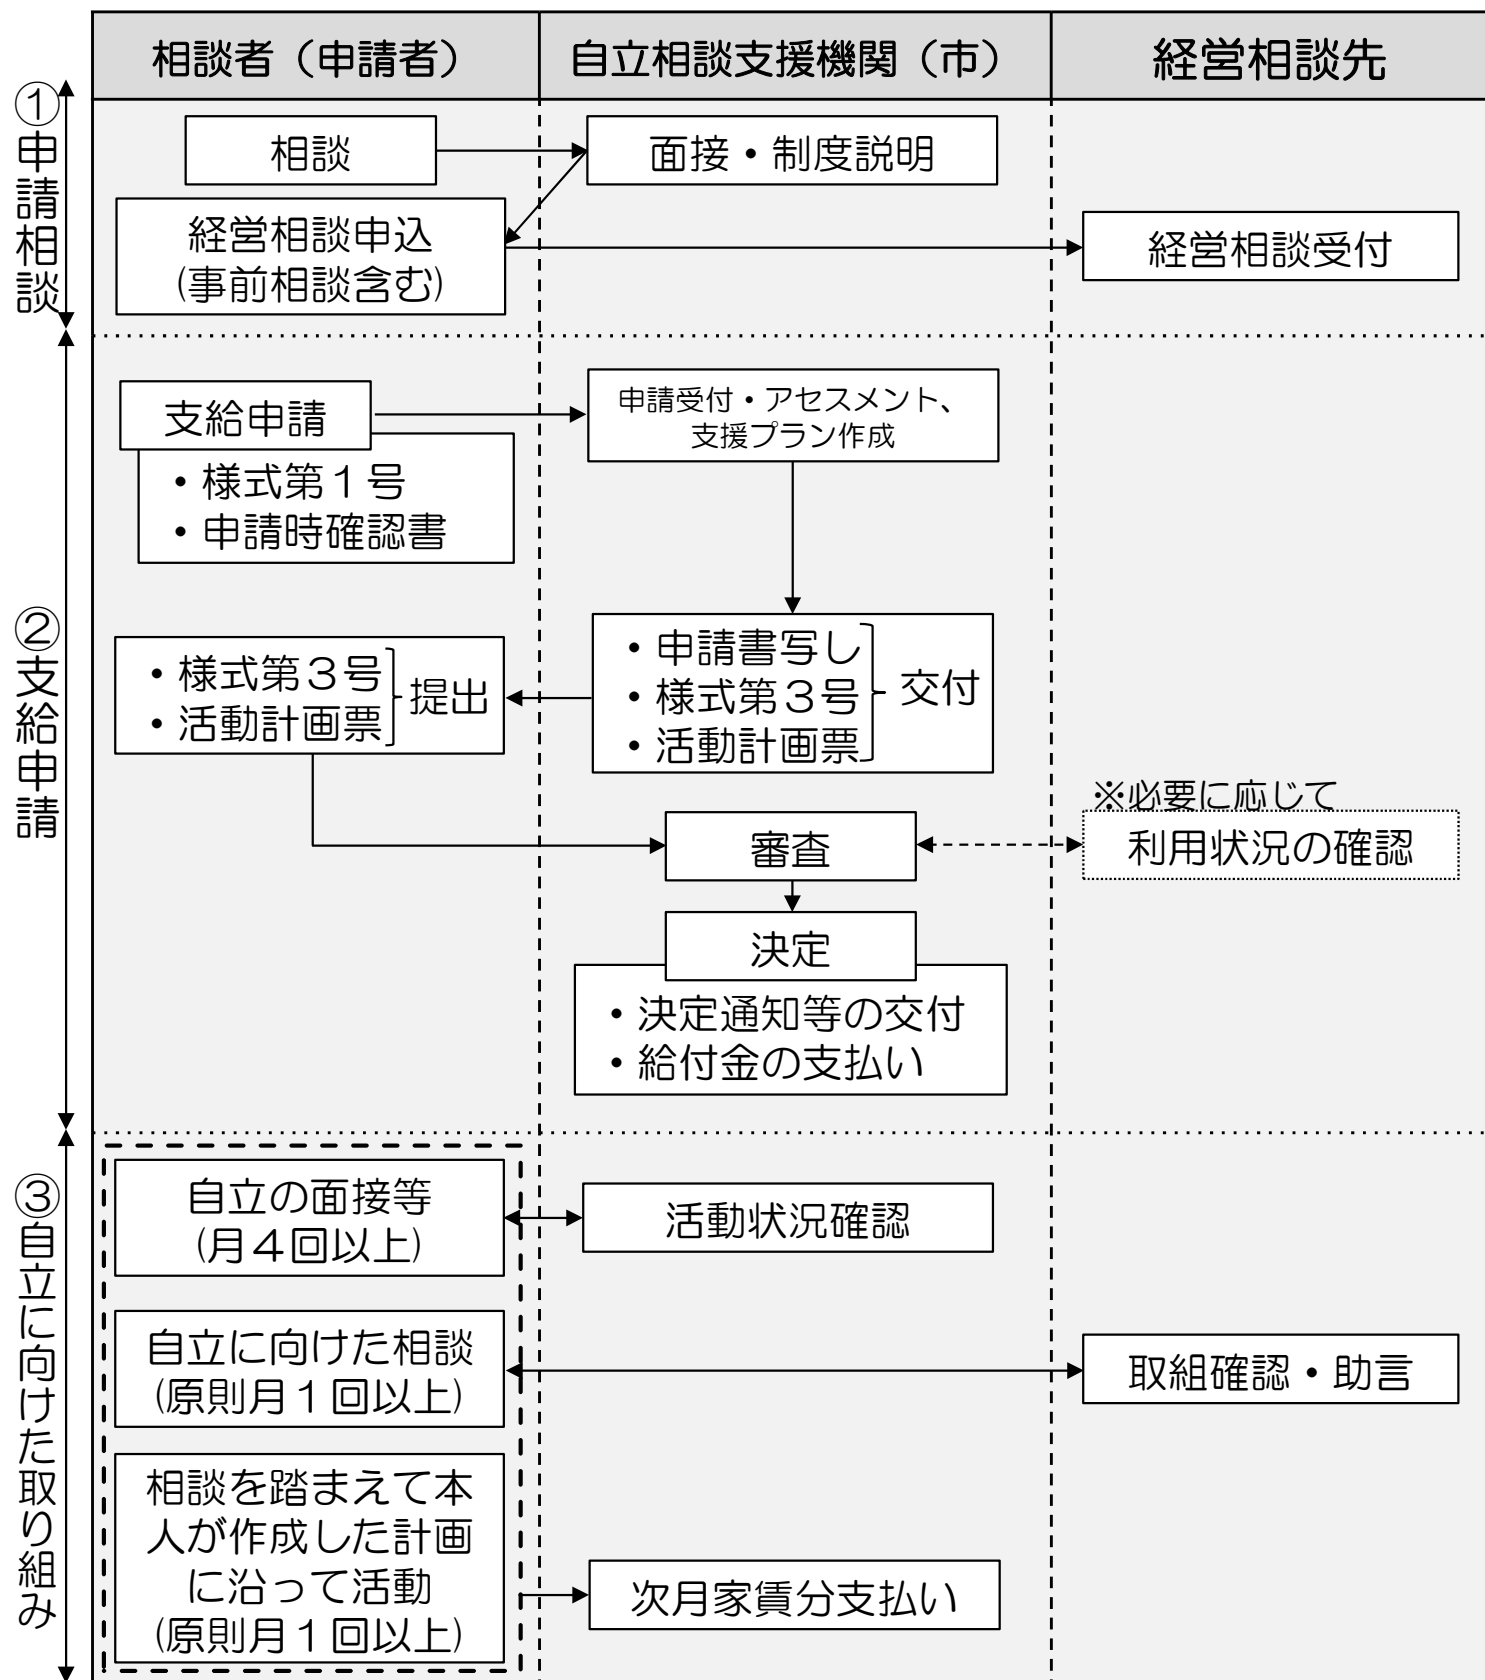 相談者（申請者）
自立相談支援機関（市）
経営相談先
①申請相談
相談
面接・制度説明
経営相談申込
(事前相談含む)
経営相談受付
②支給申請
支給申請
・様式第１号
・申請時確認書
申請受付・アセスメント、
支援プラン作成
・申請書写し
・様式第３号
・活動計画票
交付
・様式第３号
・活動計画票
提出
審査
※必要に応じて
利用状況の確認
決定
・決定通知等の交付
・給付金の支払い
③自立に向けた取り組み
自立の面接等
(月４回以上)
活動状況確認
自立に向けた相談
(原則月１回以上)
取組確認・助言
相談を踏まえて本
人が作成した計画
に沿って活動
(原則月１回以上)
次月家賃分支払い